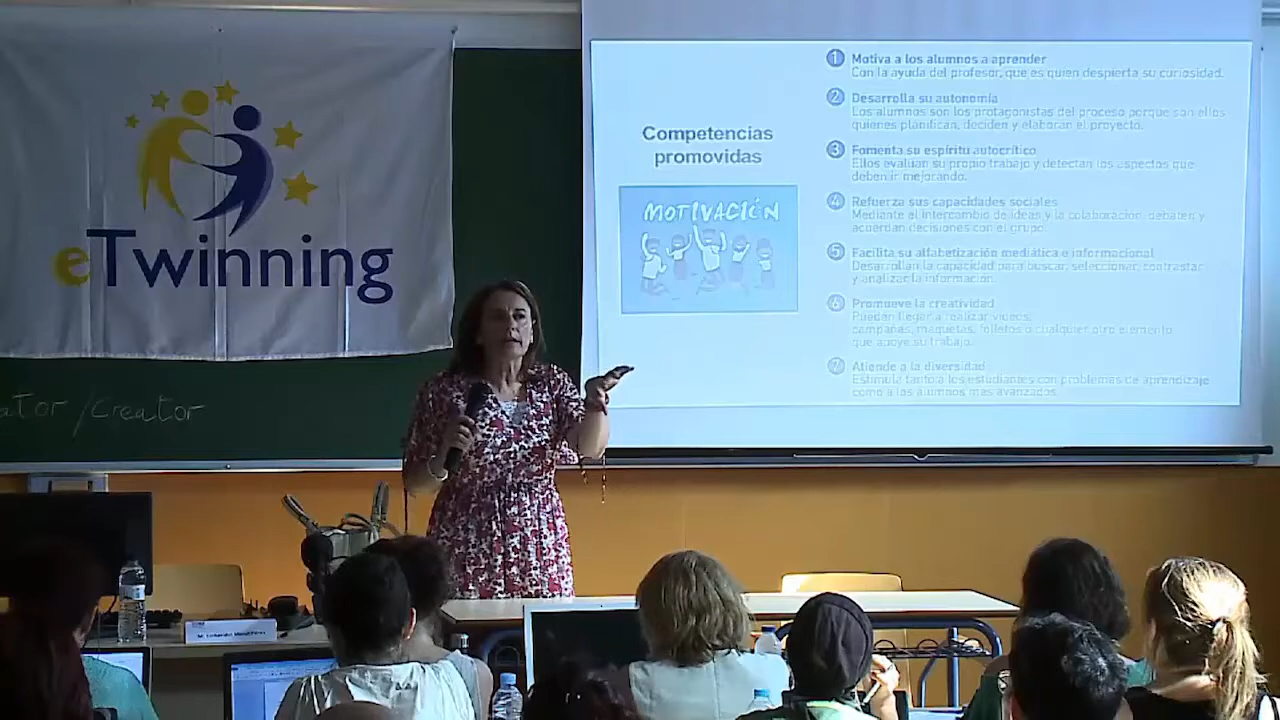 eTwinning
ator / creator
Competencias
promovidas
MOTIVACIÓN
1 Motiva a los alumnos a aprender
Con la ayuda del profesor, que es quien despierta su curiosidad.
2 Desarrolla su autonomía
Los alumnos son los protagonistas del proceso porque son ellos
quienes planifican, deciden y elaboran el proyecto.
3 Fomenta su espíritu autocrítico
Ellos evalúan su propio trabajo y detectan los aspectos que
deben ir mejorando.
4 Refuerza sus capacidades sociales
Mediante el intercambio de ideas y la colaboración, debaten y
acuerdan decisiones con el grupo.
5 Facilita su alfabetización mediática e informacional
Desarrollan la capacidad para buscar, seleccionar, contrastar
y analizar la información.
6 Promueve la creatividad
Pueden llegar a realizar vídeos,
campañas, maquetas, folletos o cualquier otro elemento
que apoye su trabajo.
7 Atiende a la diversidad
Estimula tanto a los estudiantes con problemas de aprendizaje
como a los alumnos más avanzados.